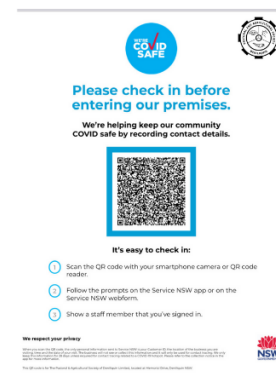 WE'RE
COVID
SAFE
Please check in before
entering our premises.
We're helping keep our community
COVID safe by recording contact details.
It's easy to check in:
1 Scan the QR code with your smartphone camera or QR code
reader.
2 Follow the prompts on the Service NSW app or on the
Service NSW webform.
3 Show a staff member that you've signed in.
We respect your privacy
NSW